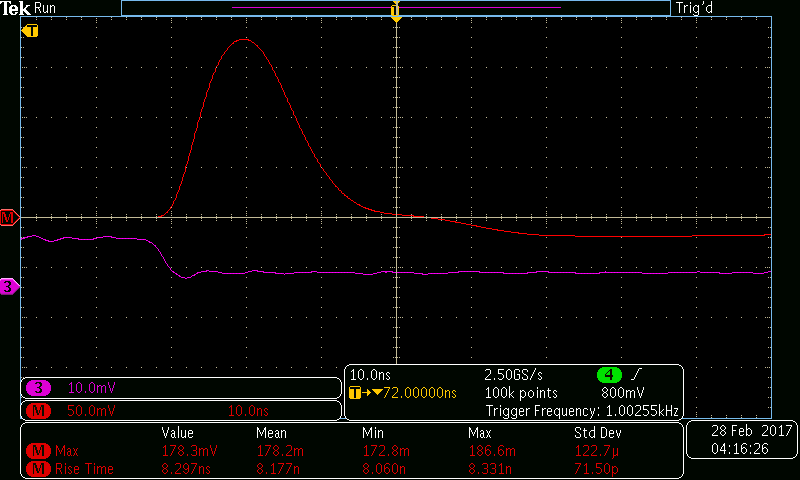 Tek Run T Trig'd
T
M
3
3 10.0mV
M 50.0mV 10.0ns
10.0ns 2.50GS/s 4
T 72.00000ns 100k points 800mV
Trigger Frequency: 1.00255kHz
Value Mean Min Max Std Dev
M Max 178.3mV 178.2m 172.8m 186.6m 122.7µ
M Rise TIme 8.297ns 8.177n 8.060n 8.331n 71.50p
28 Feb 2017
04:16:26